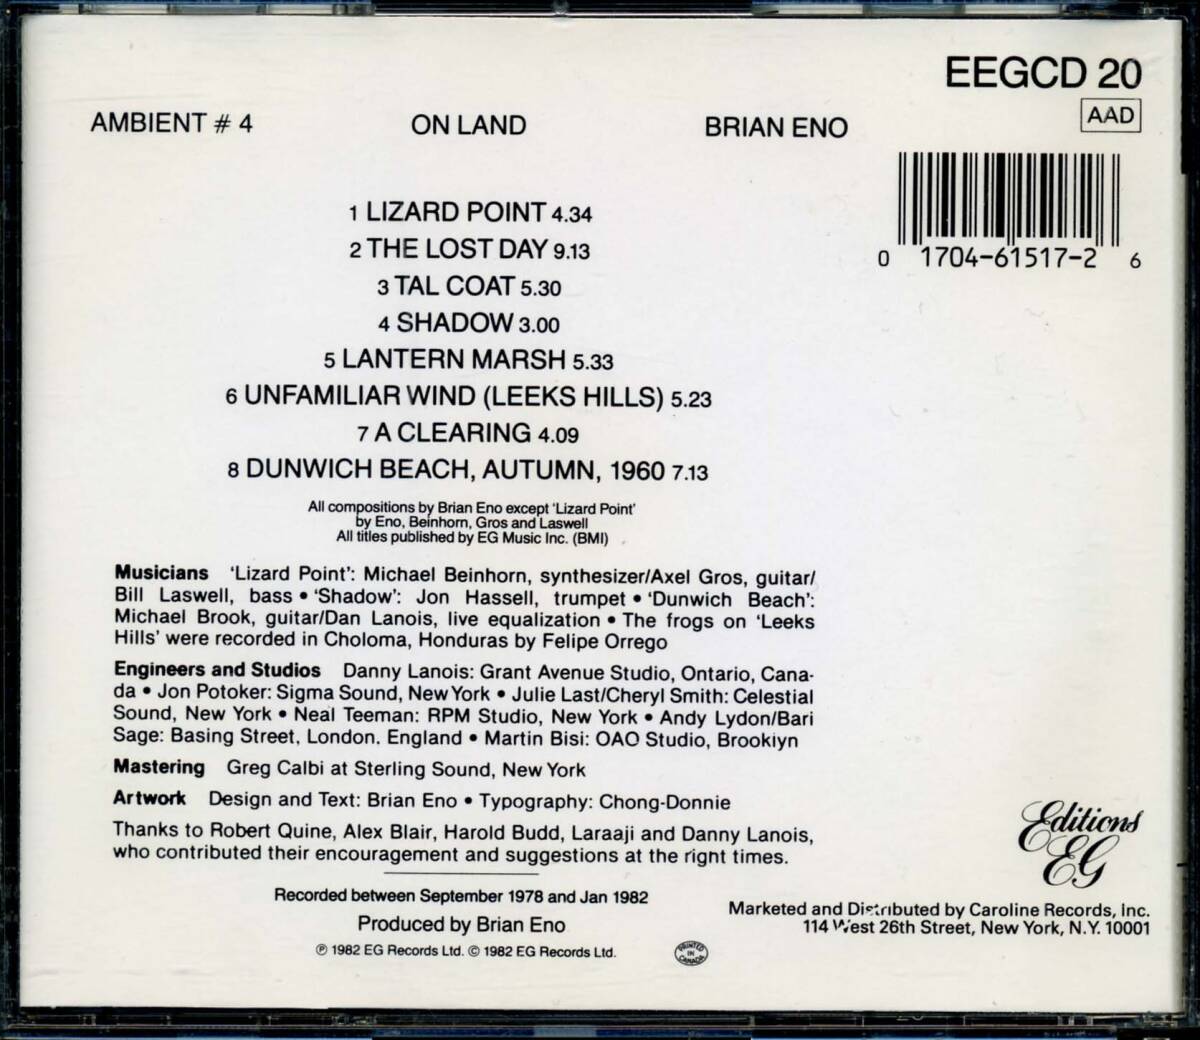 EEGCD 20
AAD
AMBIENT # 4 ON LAND BRIAN ENO
0 1704-61517-2 6
1 LIZARD POINT 4.34
2 THE LOST DAY 9.13
3 TAL COAT 5.30
4 SHADOW 3.00
5 LANTERN MARSH 5.33
6 UNFAMILIAR WIND (LEEKS HILLS) 5.23
7 A CLEARING 4.09
8 DUNWICH BEACH, AUTUMN, 1960 7.13
All compositions by Brian Eno except 'Lizard Point'
by Eno, Beinhorn, Gros and Laswell
All titles published by EG Music Inc. (BMI)
Musicians 'Lizard Point': Michael Beinhorn, synthesizer/Axel Gros, guitar/
Bill Laswell, bass • 'Shadow': Jon Hassell, trumpet • 'Dunwich Beach':
Michael Brook, guitar/Dan Lanois, live equalization • The frogs on 'Leeks
Hills' were recorded in Choloma, Honduras by Felipe Orrego
Engineers and Studios Danny Lanois: Grant Avenue Studio, Ontario, Cana-
da • Jon Potoker: Sigma Sound, New York • Julie Last/Cheryl Smith: Celestial
Sound, New York • Neal Teeman: RPM Studio, New York • Andy Lydon/Bari
Sage: Basing Street, London. England • Martin Bisi: OAO Studio, Brooklyn
Mastering Greg Calbi at Sterling Sound, New York
Artwork Design and Text: Brian Eno • Typography: Chong-Donnie
Thanks to Robert Quine, Alex Blair, Harold Budd, Laraaji and Danny Lanois,
who contributed their encouragement and suggestions at the right times.
Recorded between September 1978 and Jan 1982
Produced by Brian Eno
℗ 1982 EG Records Ltd. © 1982 EG Records Ltd.
PRINTED
IN
CANADA
Editions
EG
Marketed and Distributed by Caroline Records, Inc.
114 West 26th Street, New York, N.Y. 10001